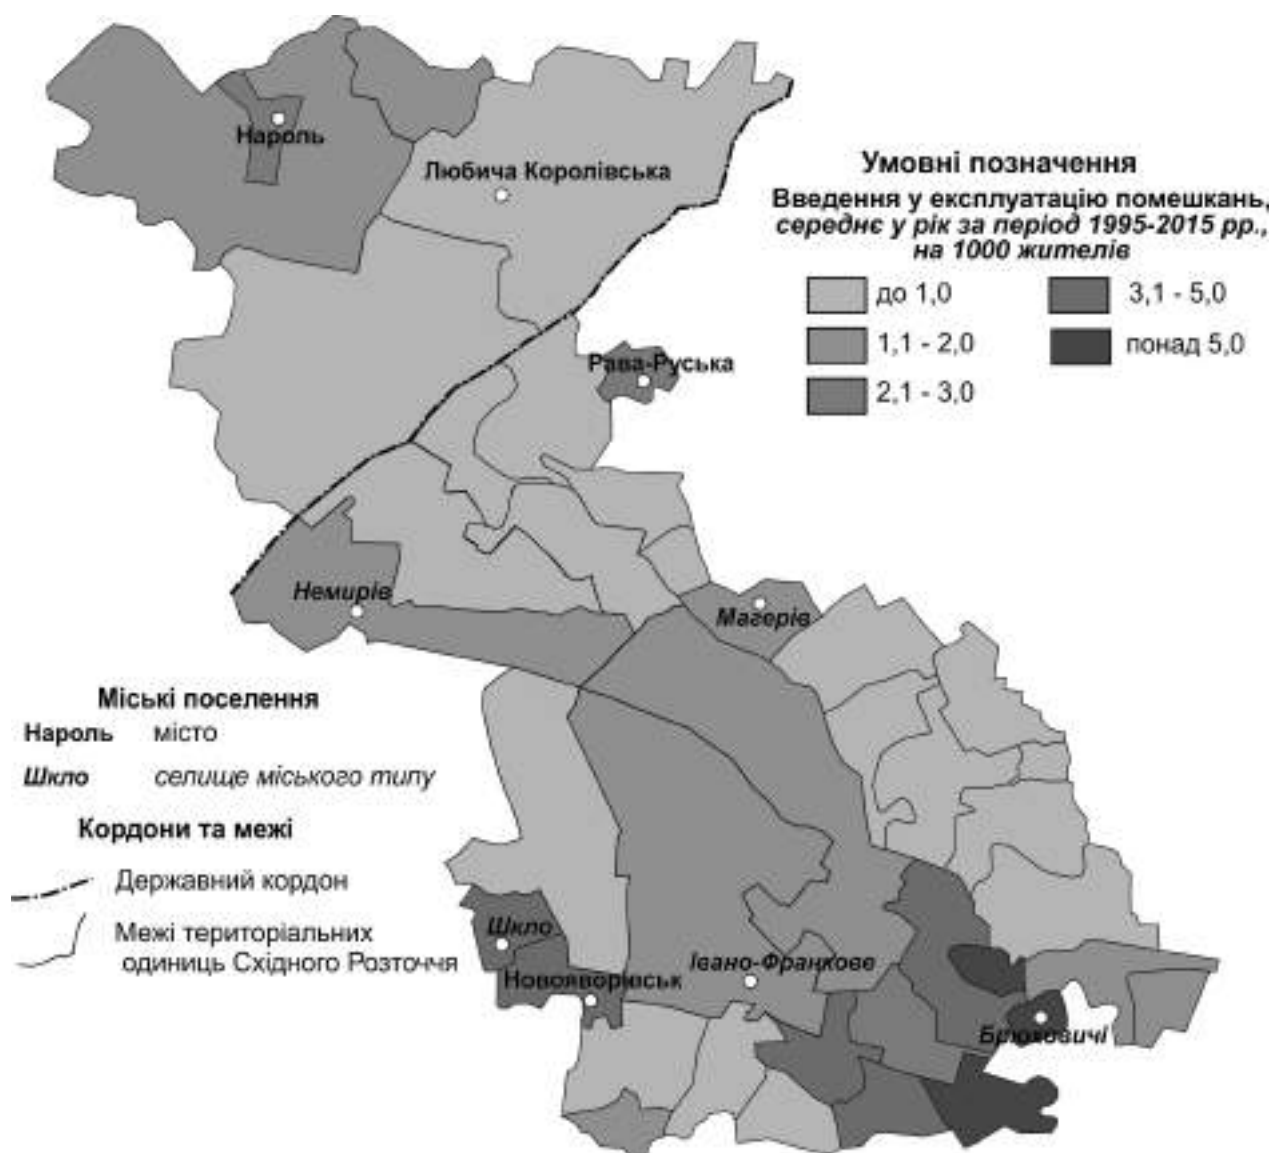 Нароль
Любича Королівська
Умовні позначення
Введення у експлуатацію помешкань,
середнє у рік за період 1995-2015 рр.,
на 1000 жителів
до 1,0
3,1 - 5,0
1,1 - 2,0
понад 5,0
2,1 - 3,0
Рава-Руська
Немирів
Магерів
Міські поселення
Нароль місто
Шкло селище міського типу
Кордони та межі
Державний кордон
Межі територіальних
одиниць Східного Розточчя
Шкло
Новояворівськ
Івано-Франкове
Брюховичі